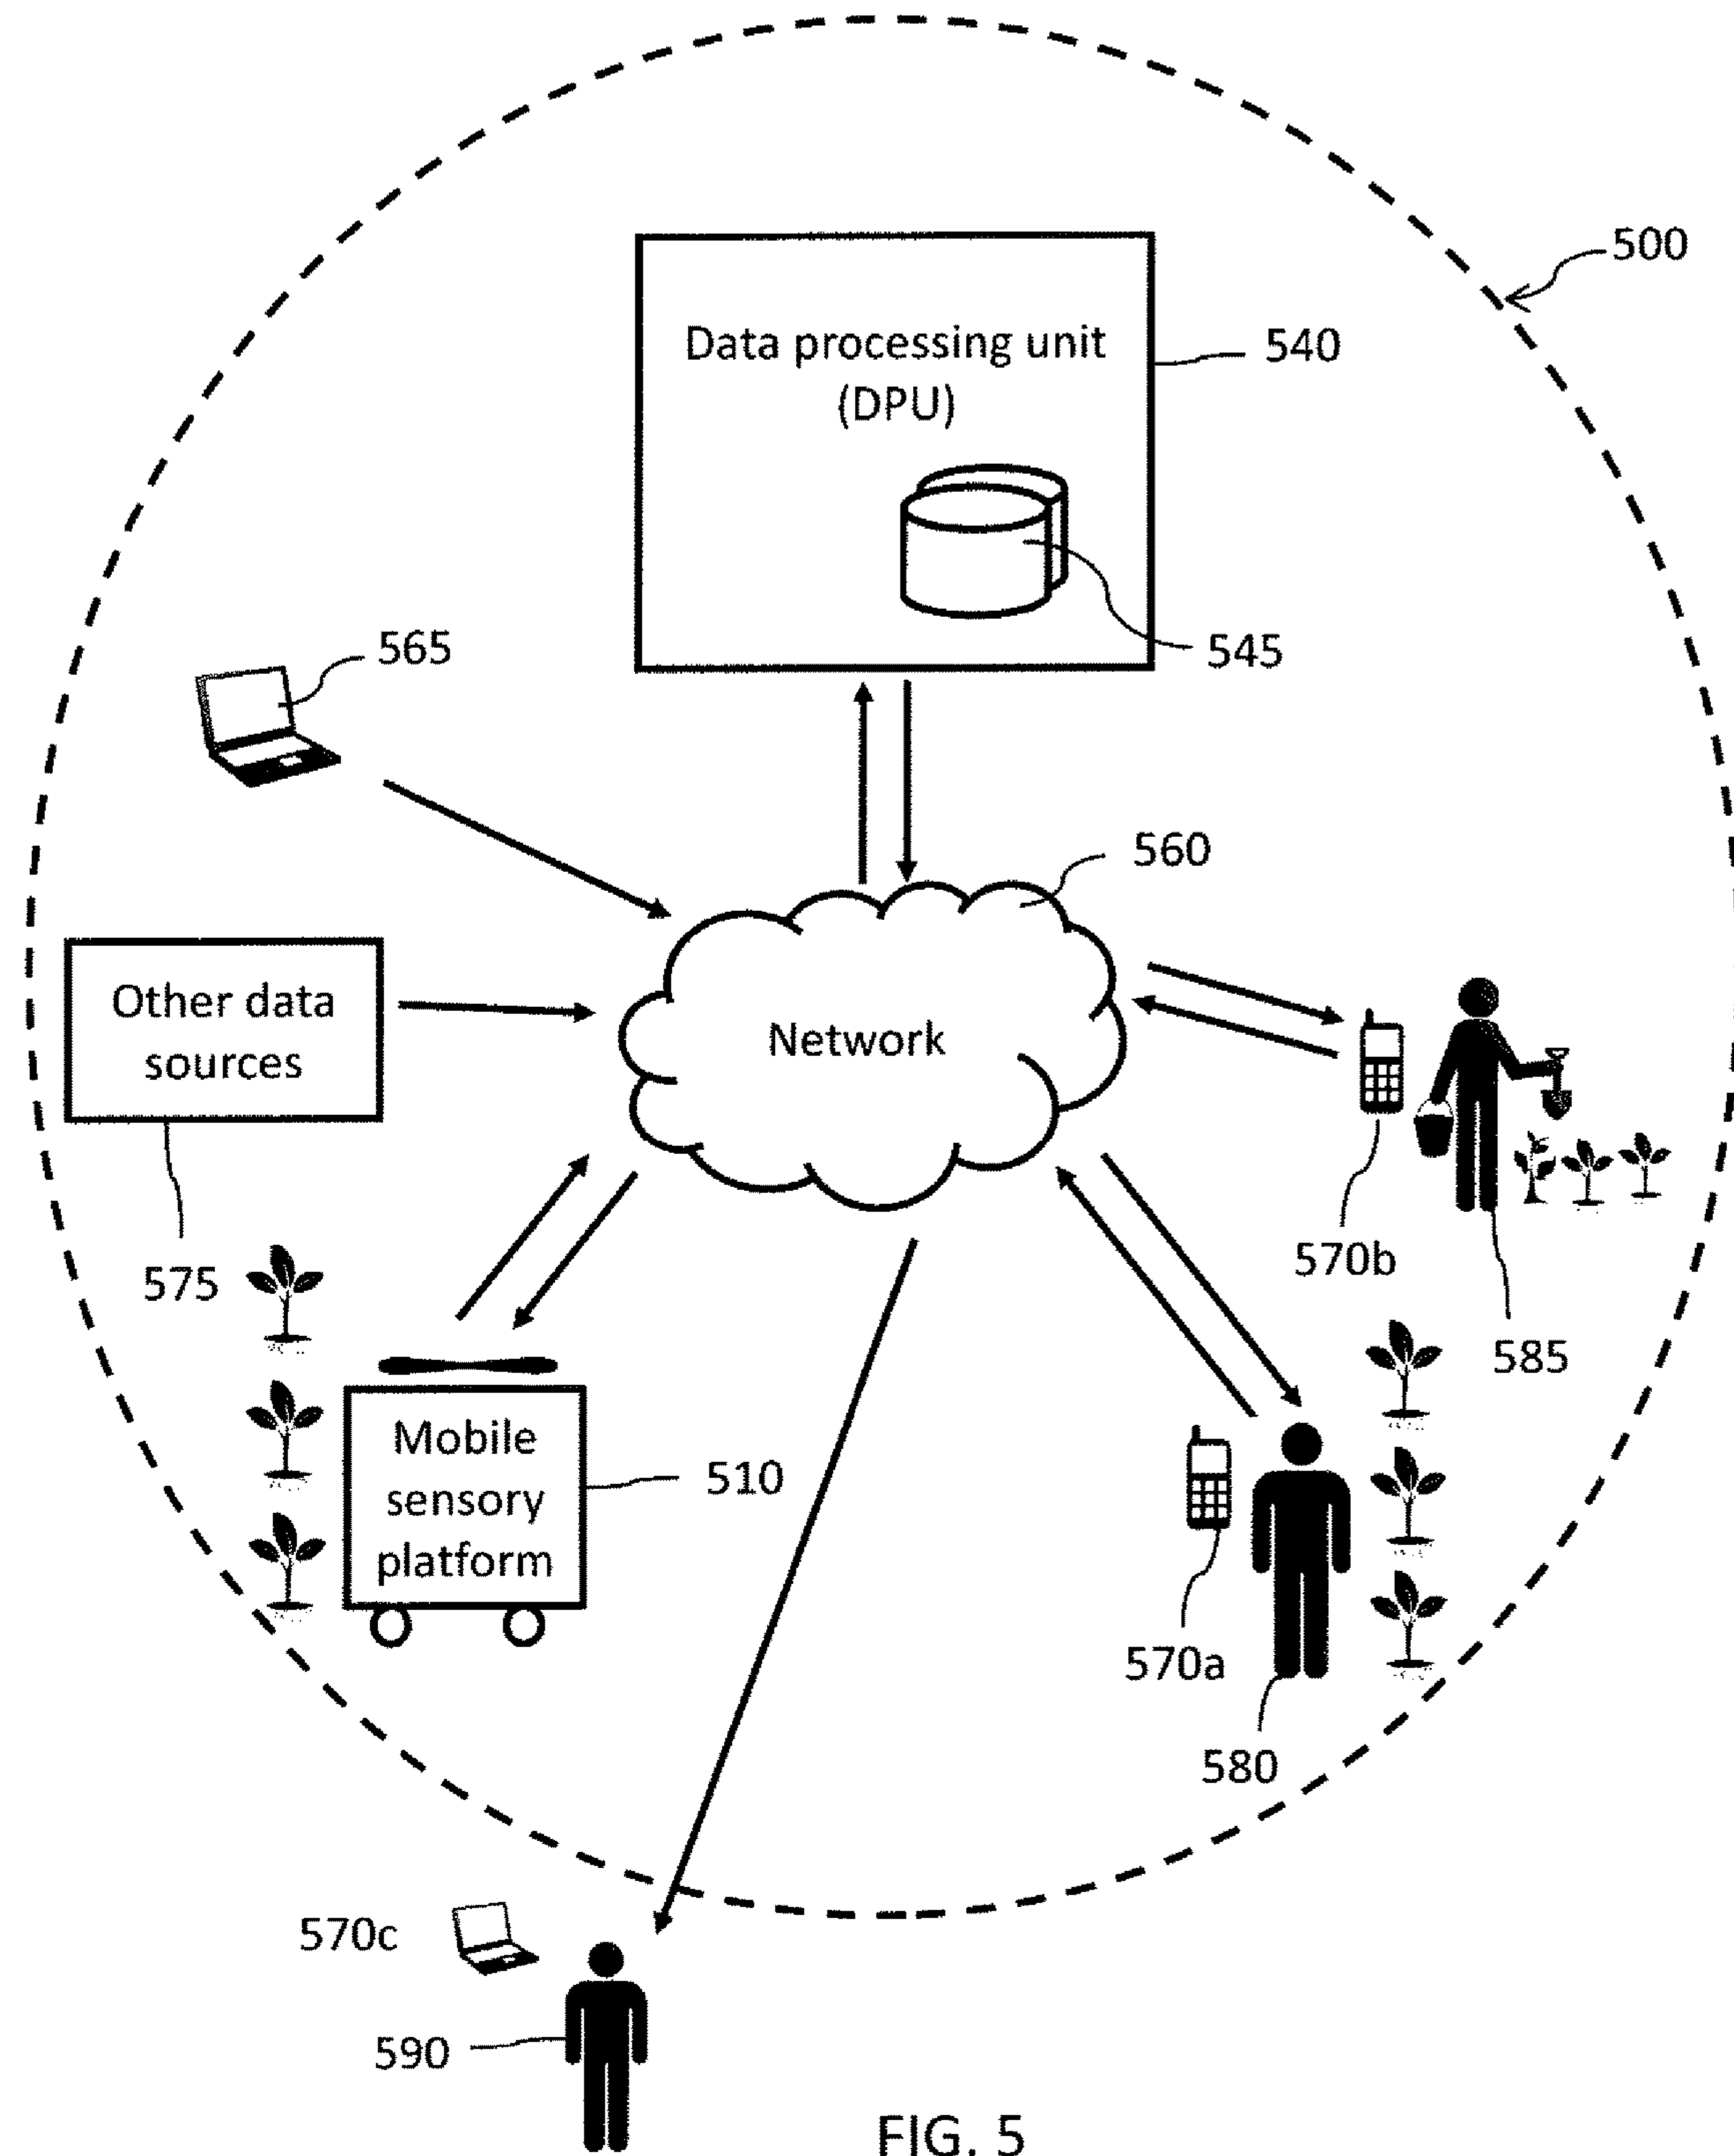 500
Data processing unit
(DPU)
540
545
565
560
Other data
sources
Network
575
570b
585
Mobile
sensory
platform
510
570a
580
570c
590
FIG. 5